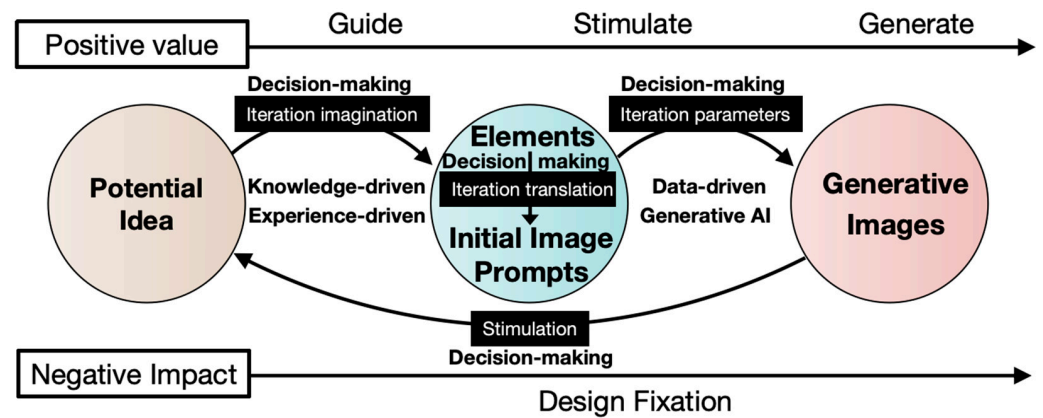 Guide
Stimulate
Generate
Positive value
Decision-making
Iteration imagination
Decision-making
Iteration parameters
Potential
Idea
Knowledge-driven
Experience-driven
Elements
Decision making
Iteration translation
Initial Image
Prompts
Data-driven
Generative AI
Generative
Images
Stimulation
Decision-making
Negative Impact
Design Fixation